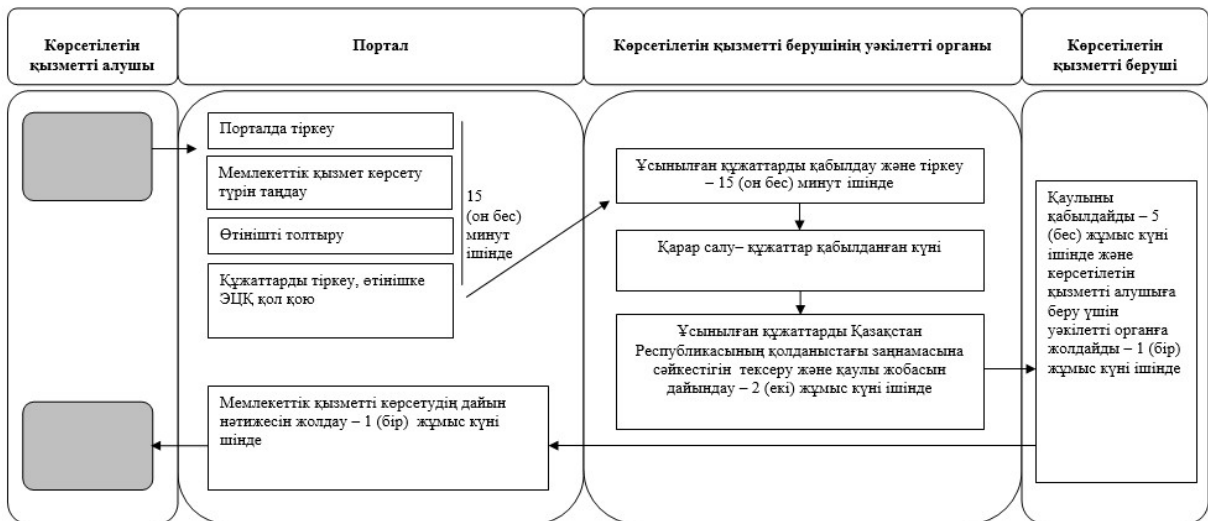 Көрсетілетін
қызметті алушы
Портал
Көрсетілетін қызметті берушінің уәкілетті органы
Көрсетілетін
қызметті беруші
Порталда тіркеу
Мемлекеттік қызмет көрсету
түрін таңдау
Өтінішті толтыру
Құжаттарды тіркеу, өтінішке
ЭЦҚ қол қою
15
(он бес)
минут
ішінде
Ұсынылған құжаттарды қабылдау және тіркеу
– 15 (он бес) минут ішінде
Қарар салу– құжаттар қабылданған күні
Ұсынылған құжаттарды Қазақстан
Республикасының қолданыстағы заңнамасына
сәйкестігін тексеру және қаулы жобасын
дайындау – 2 (екі) жұмыс күні ішінде
Қаулыны
қабылдайды – 5
(бес) жұмыс күні
ішінде және
көрсетілетін
қызметті алушыға
беру үшін
уәкілетті органға
жолдайды – 1 (бір)
жұмыс күні ішінде
Мемлекеттік қызметті көрсетудің дайын
нәтижесін жолдау – 1 (бір) жұмыс күні
шінде